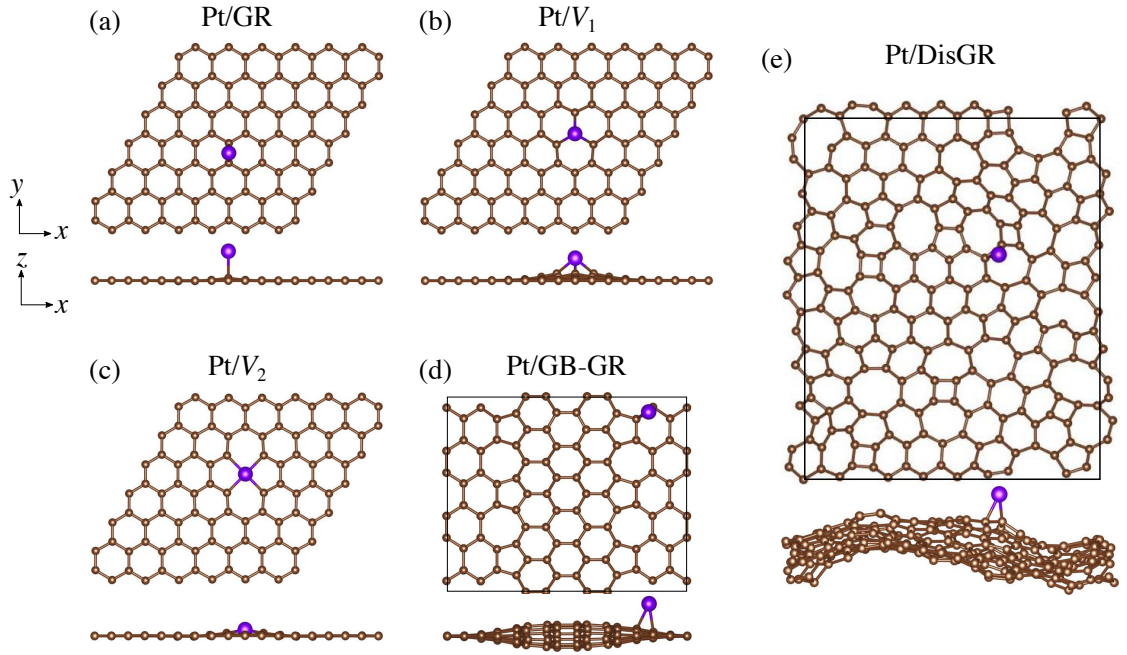 (a) Pt/GR
(b) Pt/V₁
(e) Pt/DisGR
y
x
z
x
(c) Pt/V₂
(d) Pt/GB-GR